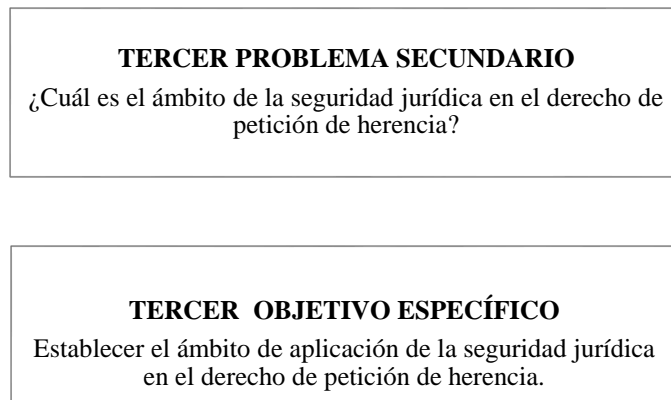 TERCER PROBLEMA SECUNDARIO
¿Cuál es el ámbito de la seguridad jurídica en el derecho de
petición de herencia?
TERCER OBJETIVO ESPECÍFICO
Establecer el ámbito de aplicación de la seguridad jurídica
en el derecho de petición de herencia.